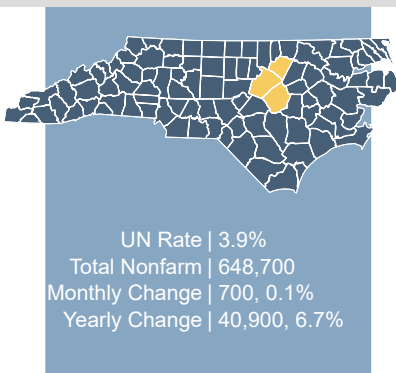 UN Rate | 3.9%
Total Nonfarm | 648,700
Monthly Change | 700, 0.1%
Yearly Change | 40,900, 6.7%